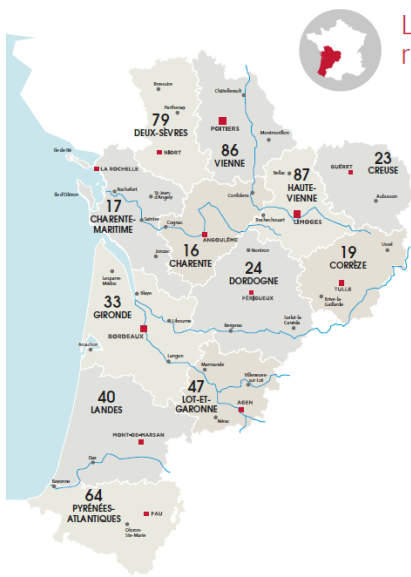 L
r
Bressuire
Parthenay
79
DEUX-SÈVRES
NIORT
Châtellerault
POITIERS
86
VIENNE
Montmorillon
23
CREUSE
GUÉRET
Aubusson
Ile de Ré
LA ROCHELLE
Ile d'Oléron
Rochefort
St-Jean
d'Angély
17
CHARENTE-
MARITIME
Saintes
Cognac
Jonzac
Confolens
Bellac
87
HAUTE-
VIENNE
LIMOGES
Rochechouart
ANGOULÊME
16
CHARENTE
Nontron
24
DORDOGNE
PÉRIGUEUX
Bergerac
Sarlat-la
Canéda
19
CORRÈZE
Ussel
TULLE
Brive-la
Gaillarde
Lesparre-
Médoc
Blaye
33
GIRONDE
Libourne
BORDEAUX
Arcachon
Langon
Marmande
Villeneuve-
sur-Lot
47
LOT-ET-
GARONNE
AGEN
Nérac
40
LANDES
MONT-DE-MARSAN
Dax
Bayonne
64
PYRÉNÉES-
ATLANTIQUES
PAU
Oloron-
Ste-Marie